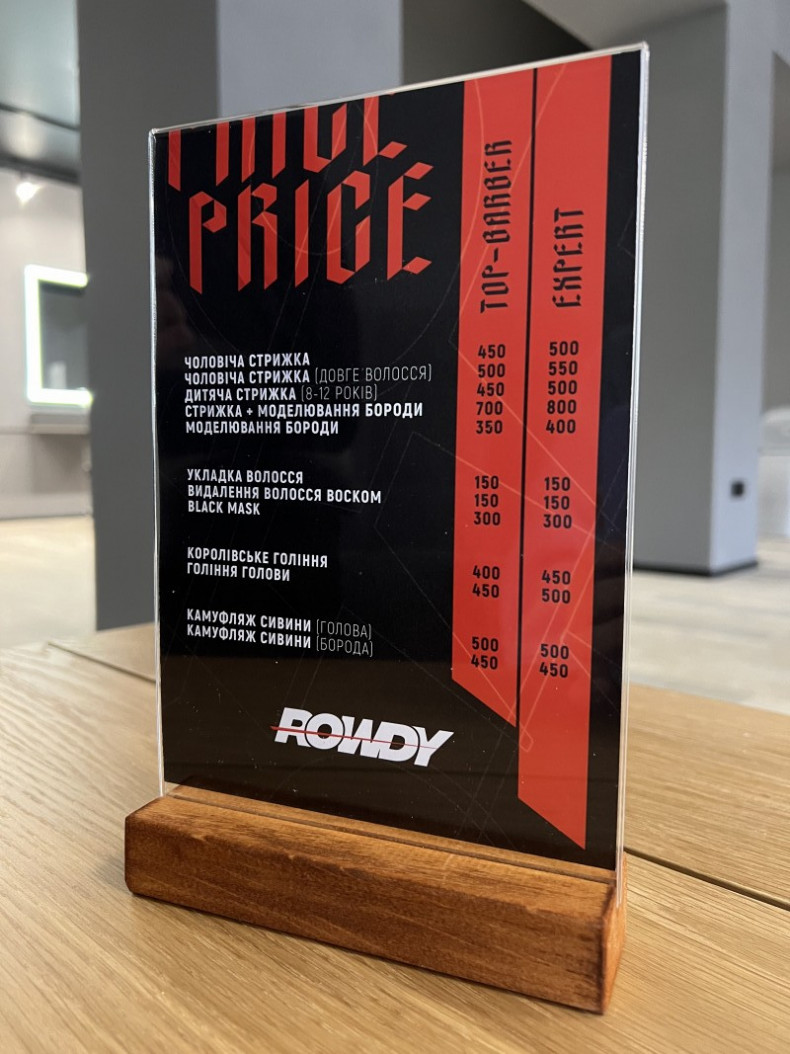 PRICE
PRICE
TOP-BARBER EXPERT
ЧОЛОВІЧА СТРИЖКА 450 500
ЧОЛОВІЧА СТРИЖКА (ДОВГЕ ВОЛОССЯ) 500 550
ДИТЯЧА СТРИЖКА (8-12 РОКІВ) 450 500
СТРИЖКА + МОДЕЛЮВАННЯ БОРОДИ 700 800
МОДЕЛЮВАННЯ БОРОДИ 350 400
УКЛАДКА ВОЛОССЯ 150 150
ВИДАЛЕННЯ ВОЛОССЯ ВОСКОМ 150 150
BLACK MASK 300 300
КОРОЛІВСЬКЕ ГОЛІННЯ 400 450
ГОЛІННЯ ГОЛОВИ 450 500
КАМУФЛЯЖ СИВИНИ (ГОЛОВА) 500 500
КАМУФЛЯЖ СИВИНИ (БОРОДА) 450 450
ROWDY